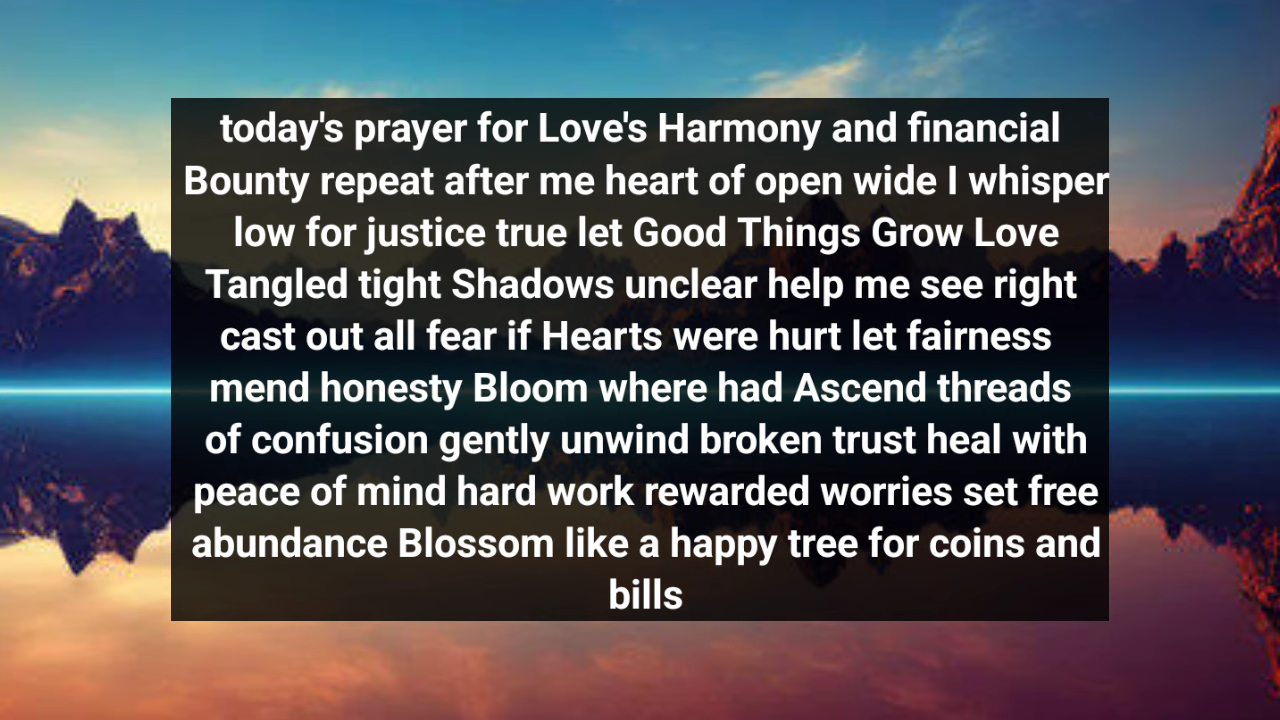 today's prayer for Love's Harmony and financial
Bounty repeat after me heart of open wide I whisper
low for justice true let Good Things Grow Love
Tangled tight Shadows unclear help me see right
cast out all fear if Hearts were hurt let fairness
mend honesty Bloom where had Ascend threads
of confusion gently unwind broken trust heal with
peace of mind hard work rewarded worries set free
abundance Blossom like a happy tree for coins and
bills